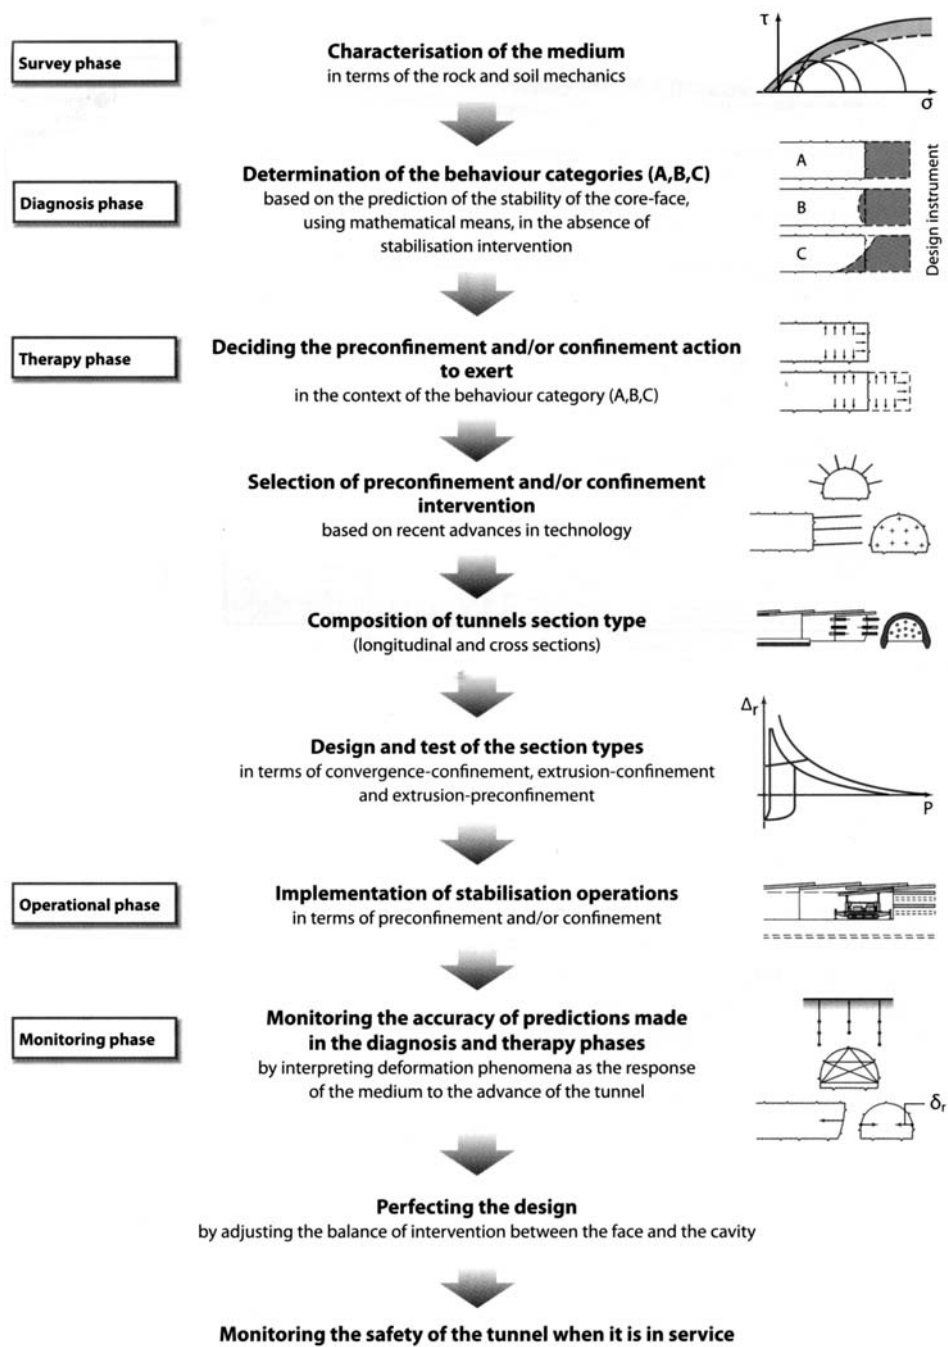 Survey phase
Characterisation of the medium
in terms of the rock and soil mechanics
τ
σ
Diagnosis phase
Determination of the behaviour categories (A,B,C)
based on the prediction of the stability of the core-face,
using mathematical means, in the absence of
stabilisation intervention
A
B
C
Design instrument
Therapy phase
Deciding the preconfinement and/or confinement action
to exert
in the context of the behaviour category (A,B,C)
Selection of preconfinement and/or confinement
intervention
based on recent advances in technology
Composition of tunnels section type
(longitudinal and cross sections)
Design and test of the section types
in terms of convergence-confinement, extrusion-confinement
and extrusion-preconfinement
Δr
P
Operational phase
Implementation of stabilisation operations
in terms of preconfinement and/or confinement
Monitoring phase
Monitoring the accuracy of predictions made
in the diagnosis and therapy phases
by interpreting deformation phenomena as the response
of the medium to the advance of the tunnel
δr
Perfecting the design
by adjusting the balance of intervention between the face and the cavity
Monitoring the safety of the tunnel when it is in service